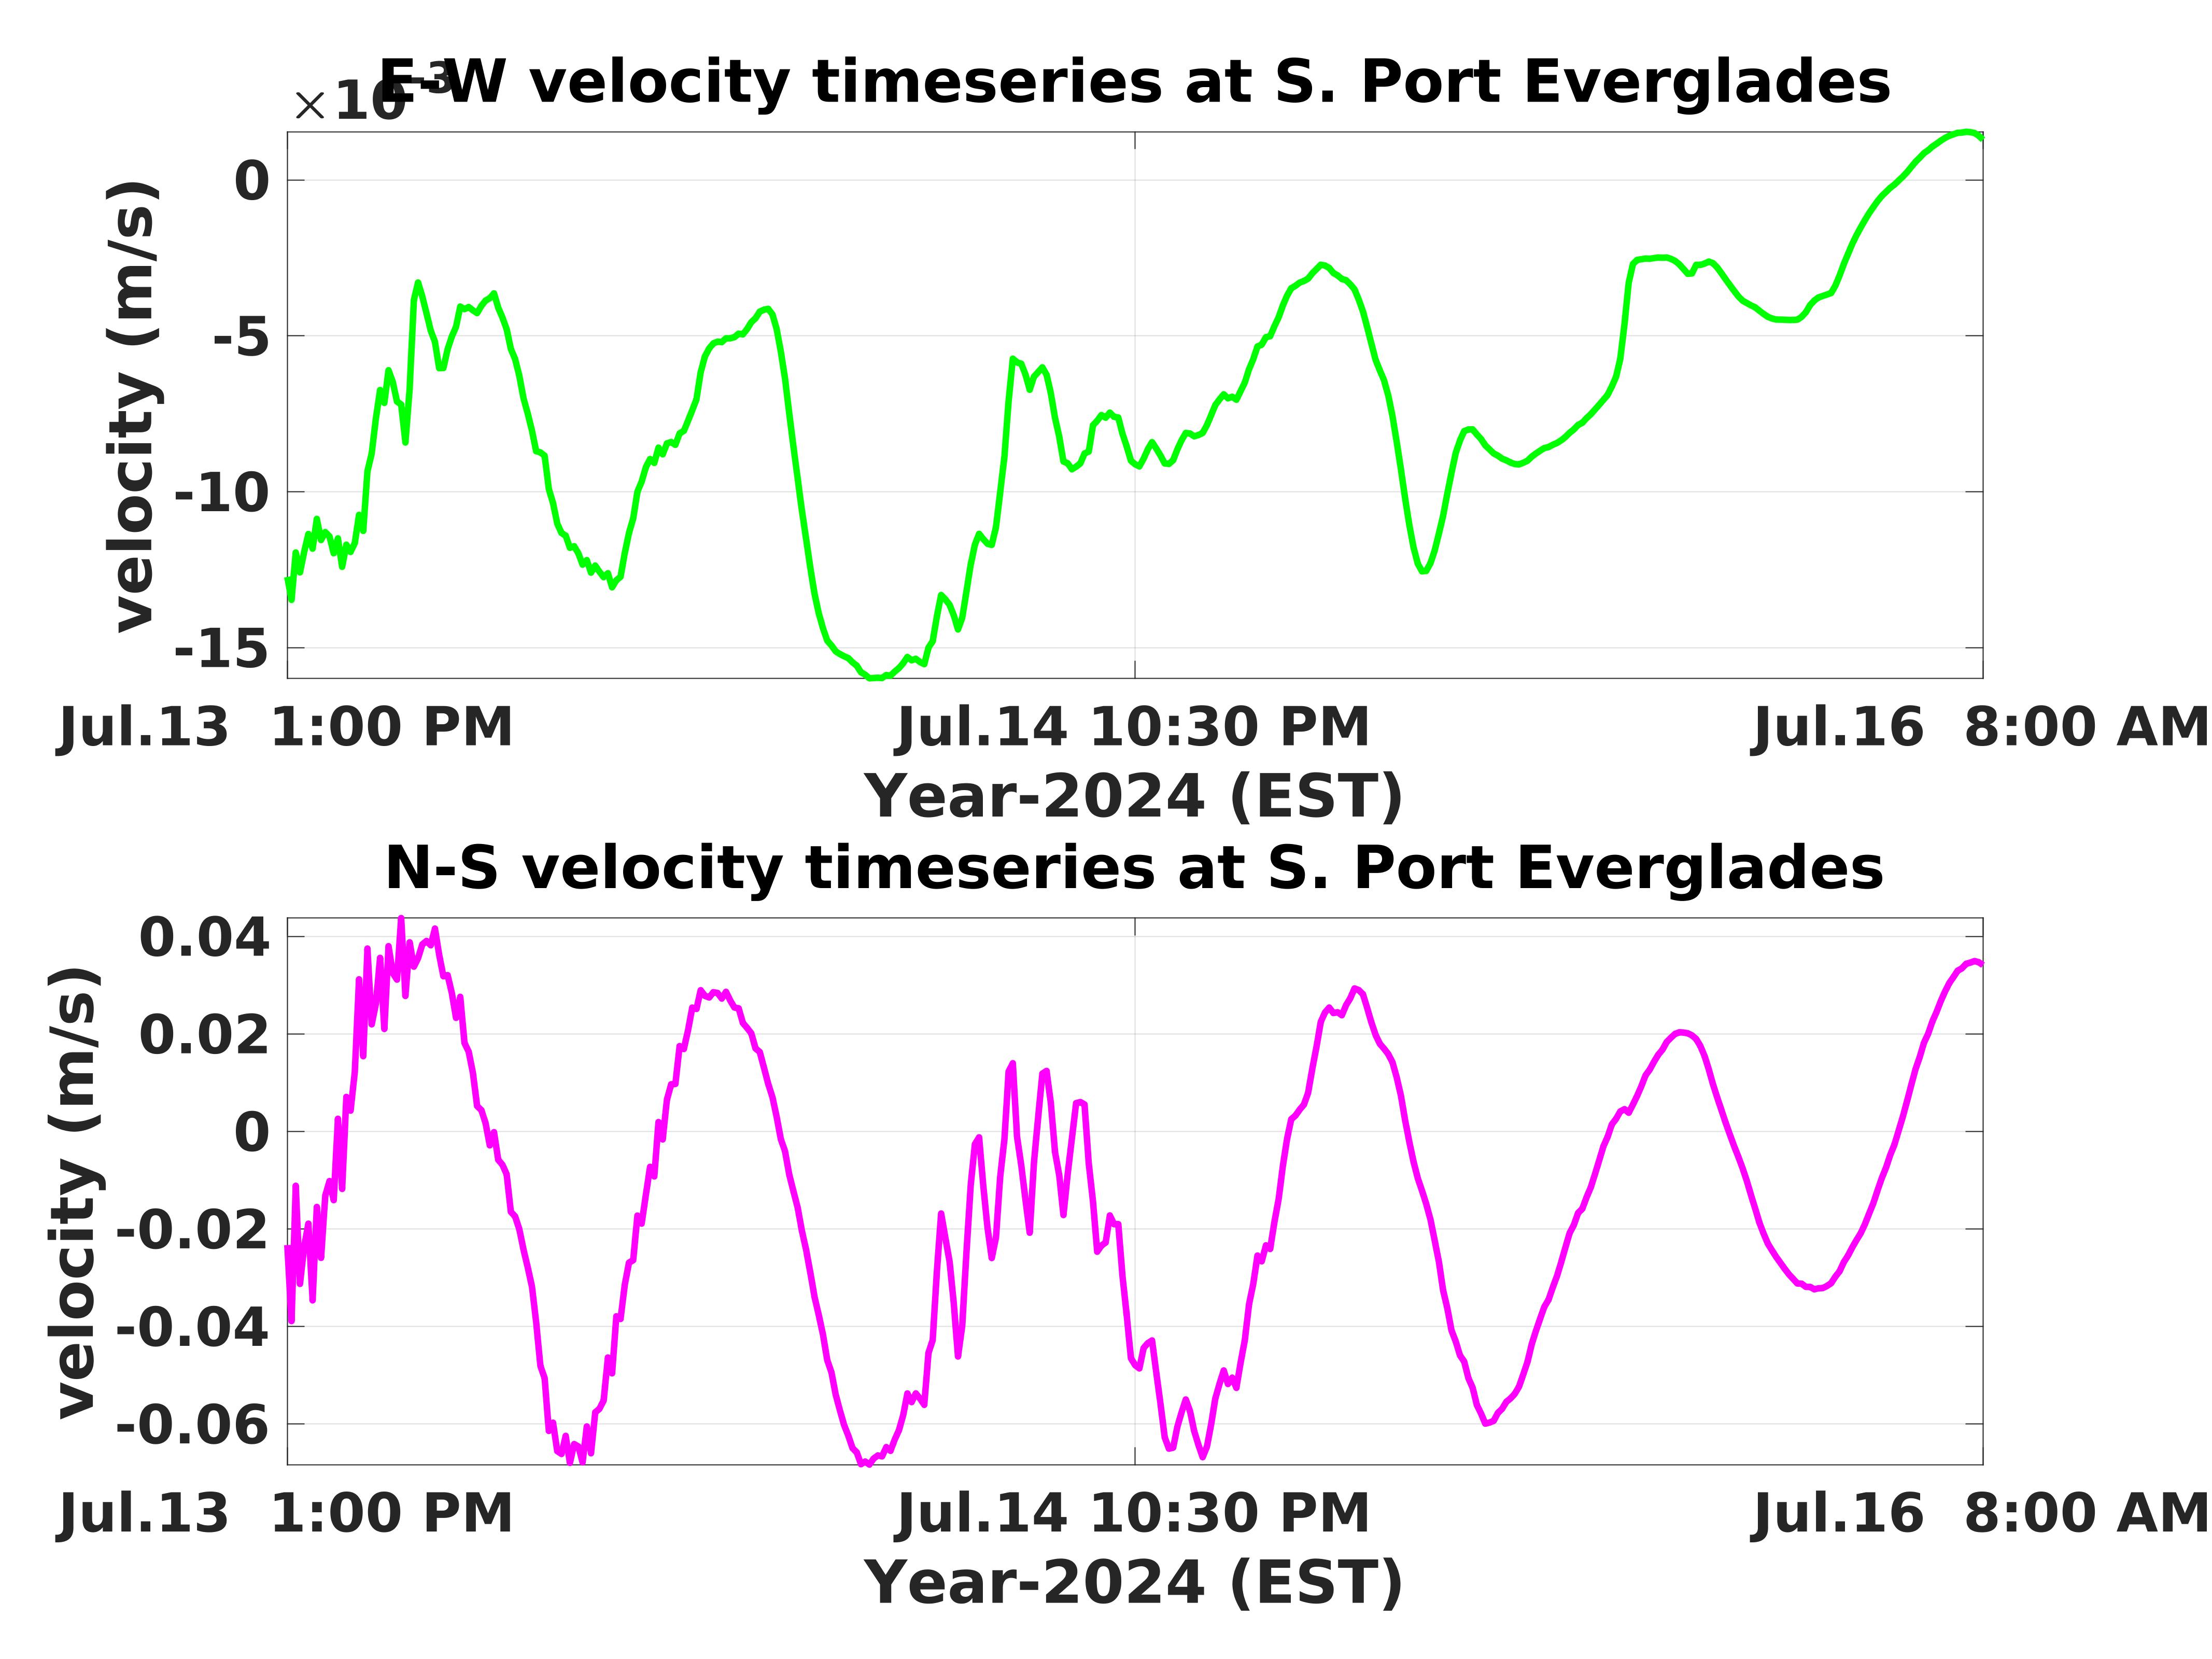 E-W velocity timeseries at S. Port Everglades
×10-3
velocity (m/s)
0
-5
-10
-15
Jul.13 1:00 PM Jul.14 10:30 PM Jul.16 8:00 AM
Year-2024 (EST)
N-S velocity timeseries at S. Port Everglades
velocity (m/s)
0.04
0.02
0
-0.02
-0.04
-0.06
Jul.13 1:00 PM Jul.14 10:30 PM Jul.16 8:00 AM
Year-2024 (EST)